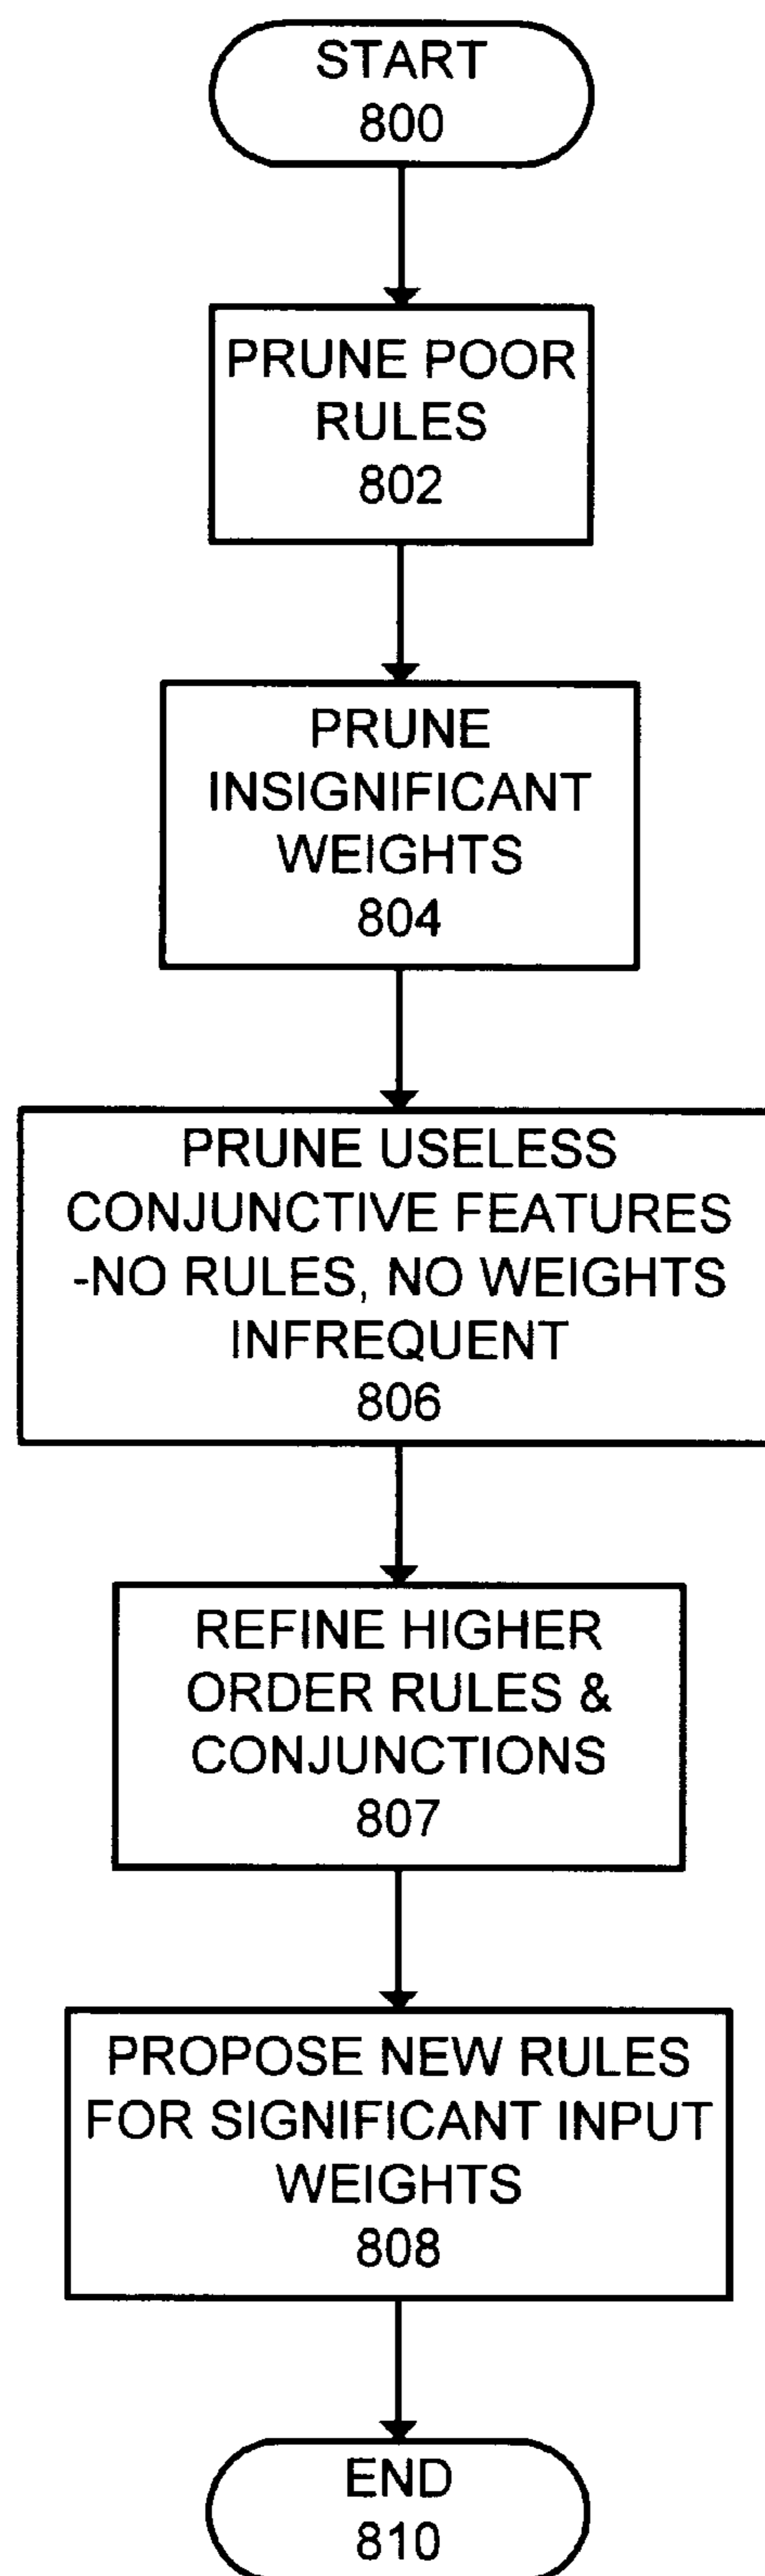 START
800
PRUNE POOR
RULES
802
PRUNE
INSIGNIFICANT
WEIGHTS
804
PRUNE USELESS
CONJUNCTIVE FEATURES
-NO RULES, NO WEIGHTS
INFREQUENT
806
REFINE HIGHER
ORDER RULES &
CONJUNCTIONS
807
PROPOSE NEW RULES
FOR SIGNIFICANT INPUT
WEIGHTS
808
END
810